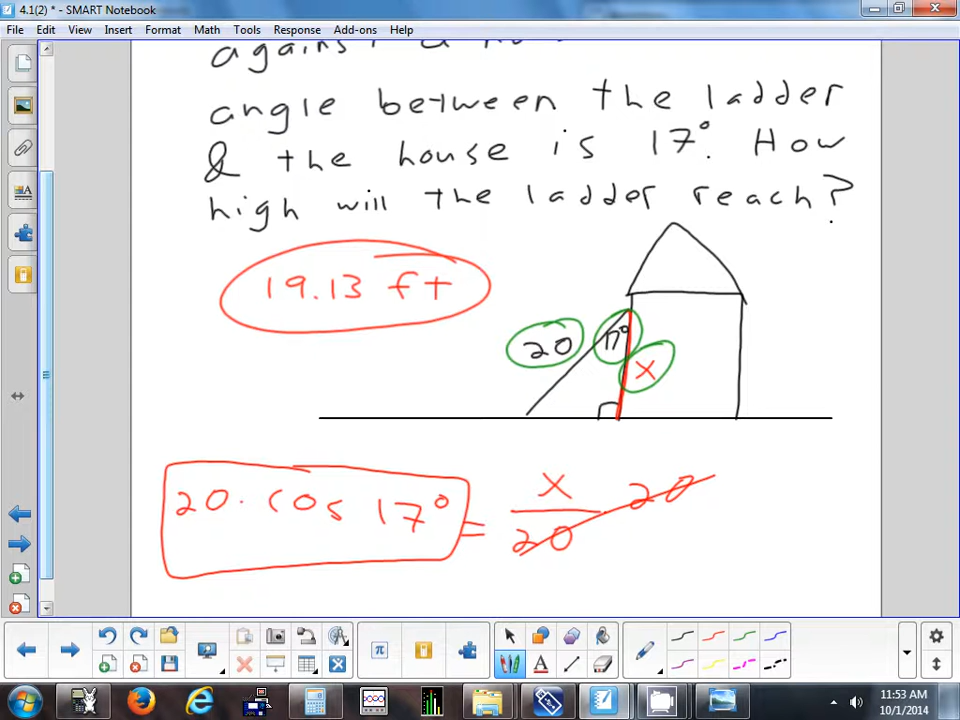 4.1(2) * - SMART Notebook
File Edit View Insert Format Math Tools Response Add-ons Help
against a
angle between the ladder
& the house is 17°. How
high will the ladder reach?
19.13 ft
20 17° x
20 · cos 17° = x/20 · 20
π
A
11:53 AM
10/1/2014